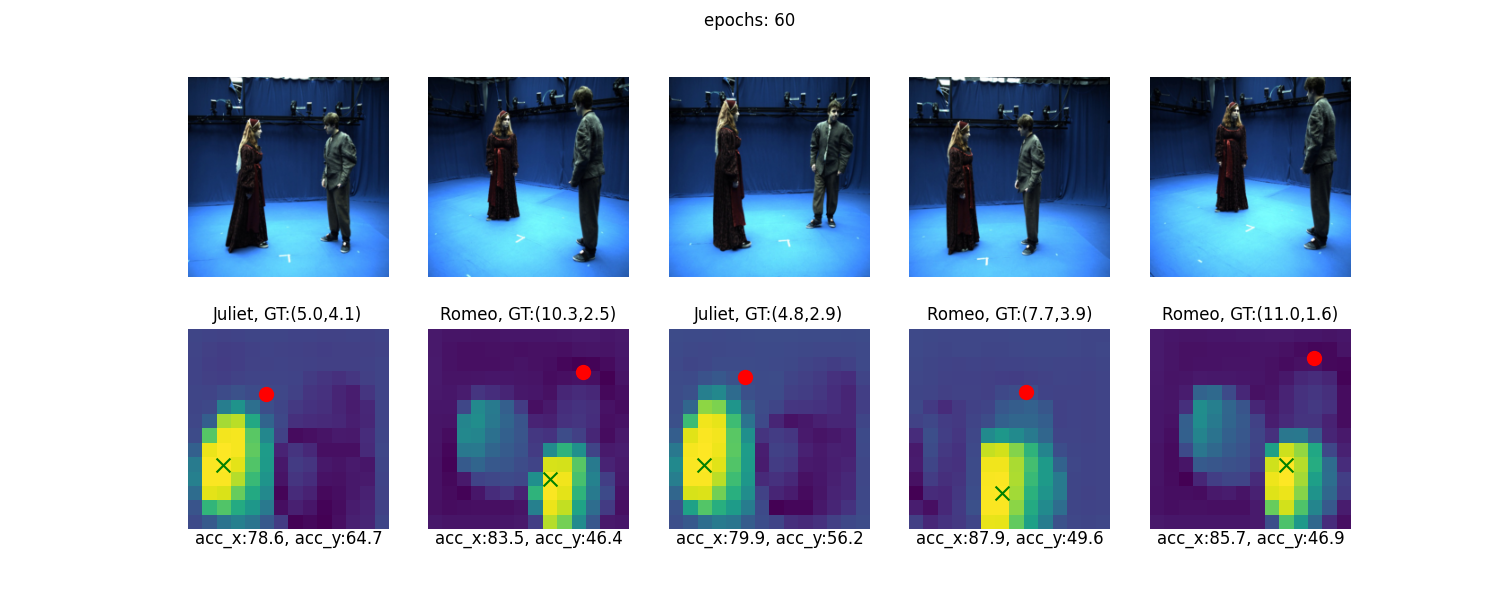 epochs: 60
Juliet, GT:(5.0,4.1)
Romeo, GT:(10.3,2.5)
Juliet, GT:(4.8,2.9)
Romeo, GT:(7.7,3.9)
Romeo, GT:(11.0,1.6)
acc_x:78.6, acc_y:64.7
acc_x:83.5, acc_y:46.4
acc_x:79.9, acc_y:56.2
acc_x:87.9, acc_y:49.6
acc_x:85.7, acc_y:46.9